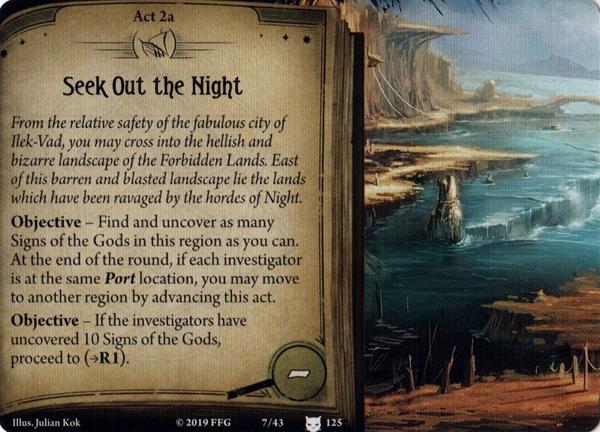 Act 2a
Seek Out the Night
From the relative safety of the fabulous city of
Ilek-Vad, you may cross into the hellish and
bizarre landscape of the Forbidden Lands. East
of this barren and blasted landscape lie the lands
which have been ravaged by the hordes of Night.
Objective – Find and uncover as many
Signs of the Gods in this region as you can.
At the end of the round, if each investigator
is at the same Port location, you may move
to another region by advancing this act.
Objective – If the investigators have
uncovered 10 Signs of the Gods,
proceed to (→R1).
–
Illus. Julian Kok © 2019 FFG 7/43 125